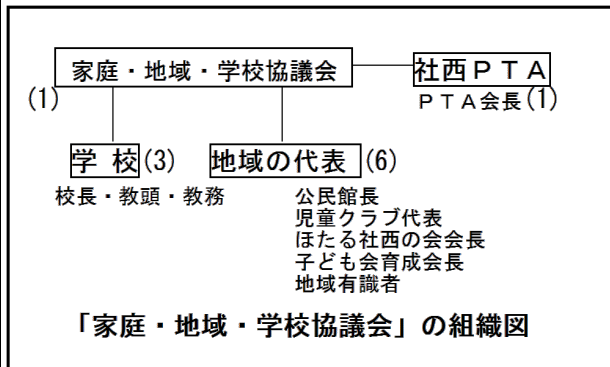 家庭・地域・学校協議会
社西ＰＴＡ
(1)
ＰＴＡ会長(1)
学 校(3)
地域の代表(6)
校長・教頭・教務
公民館長
児童クラブ代表
ほたる社西の会会長
子ども会育成会長
地域有識者
「家庭・地域・学校協議会」の組織図